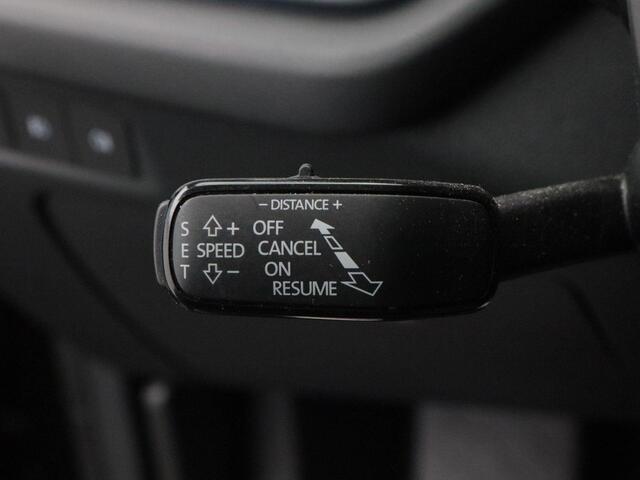 − DISTANCE +
S ⇧ + OFF
E SPEED CANCEL
T ⇩ − ON
RESUME